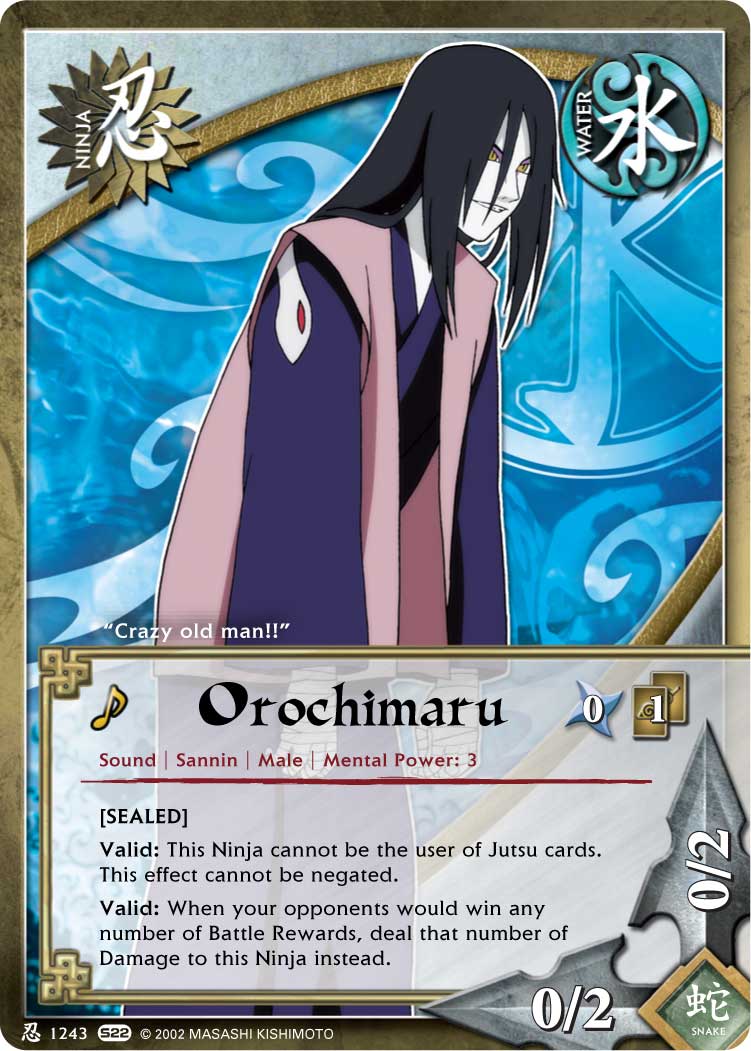 NINJA
忍
WATER
水
“Crazy old man!!”
Orochimaru
0
1
Sound | Sannin | Male | Mental Power: 3
[SEALED]
Valid: This Ninja cannot be the user of Jutsu cards.
This effect cannot be negated.
Valid: When your opponents would win any
number of Battle Rewards, deal that number of
Damage to this Ninja instead.
0/2
0/2
蛇
SNAKE
忍 1243 S22 © 2002 MASASHI KISHIMOTO